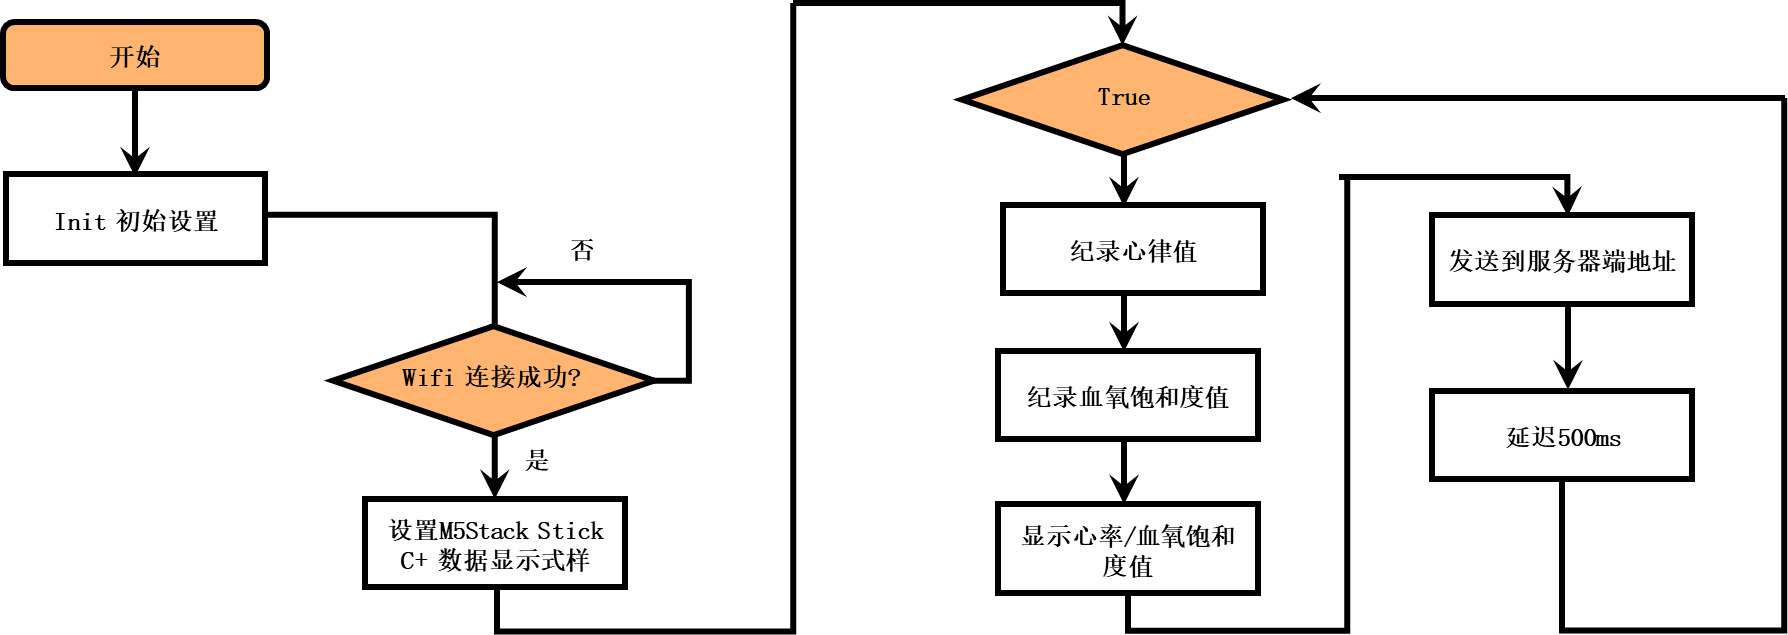 开始
Init 初始设置
否
Wifi 连接成功?
是
设置M5Stack Stick
C+ 数据显示式样
True
纪录心律值
纪录血氧饱和度值
显示心率/血氧饱和
度值
发送到服务器端地址
延迟500ms